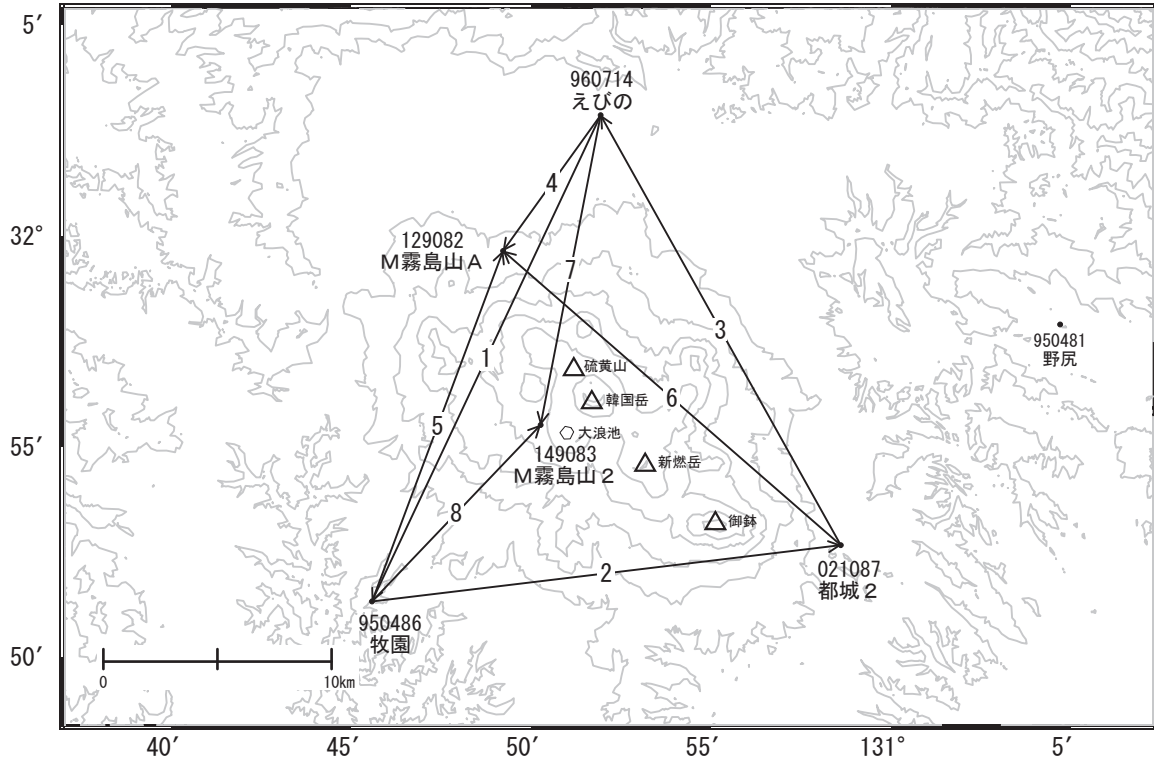 5′
960714
えびの
4
32°
129082
M霧島山A
7
3
950481
野尻
1
硫黄山
韓国岳
6
5
大浪池
55′
149083
M霧島山2
新燃岳
8
御鉢
2
021087
都城2
950486
牧園
50′
0
10km
40′
45′
50′
55′
131°
5′